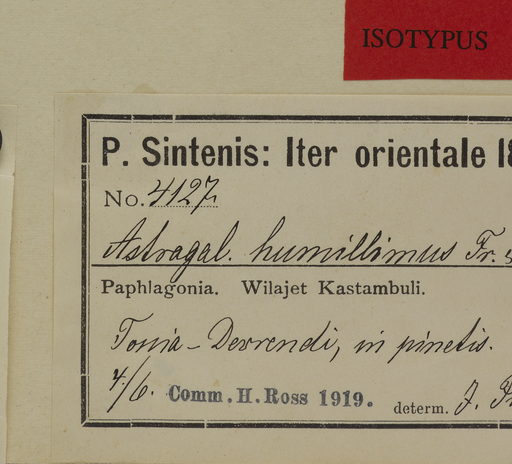 ISOTYPUS
P. Sintenis: Iter orientale 18
No. 4127.
Astragal. humillimus Fr.
Paphlagonia. Wilajet Kastambuli.
Tossia-Devrendi, in pinetis.
4./6. Comm. H. Ross 1919. determ. J.